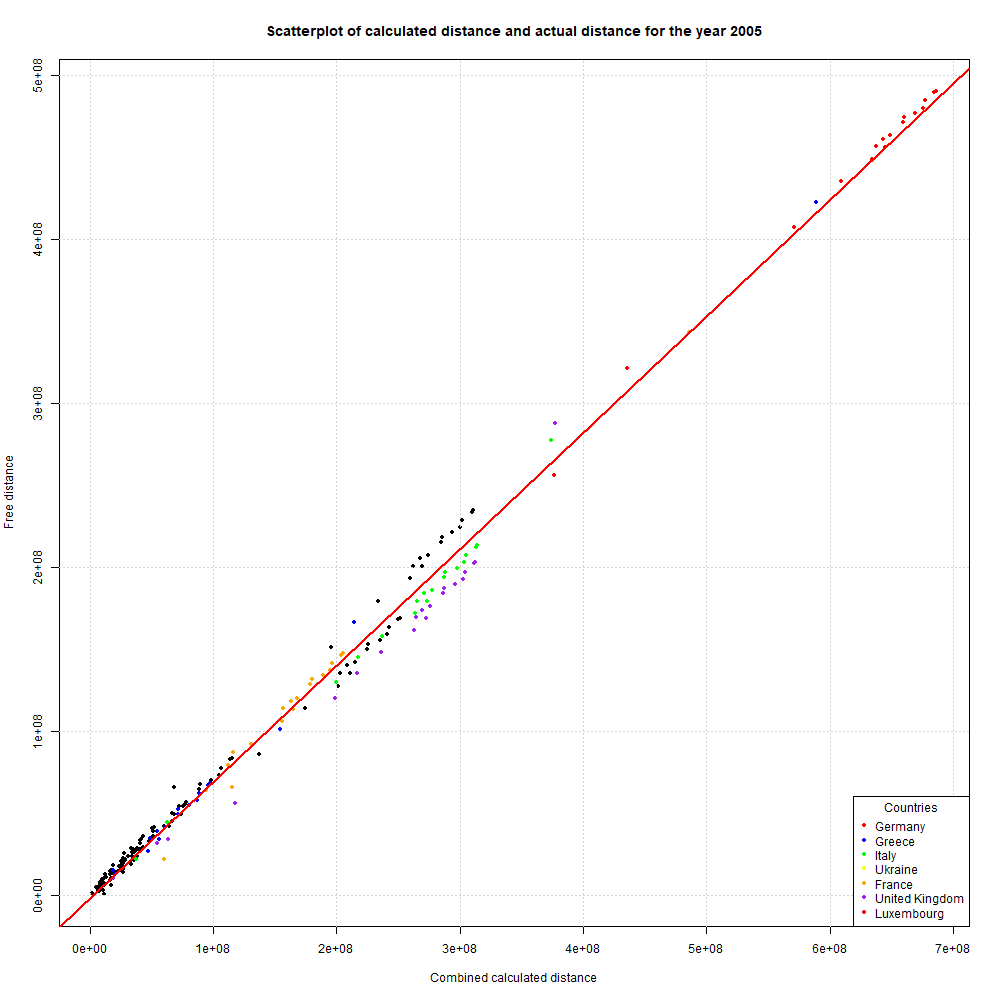 Scatterplot of calculated distance and actual distance for the year 2005
5e+08
4e+08
3e+08
2e+08
1e+08
0e+00
Free distance
0e+00 1e+08 2e+08 3e+08 4e+08 5e+08 6e+08 7e+08
Combined calculated distance
Countries
Germany
Greece
Italy
Ukraine
France
United Kingdom
Luxembourg